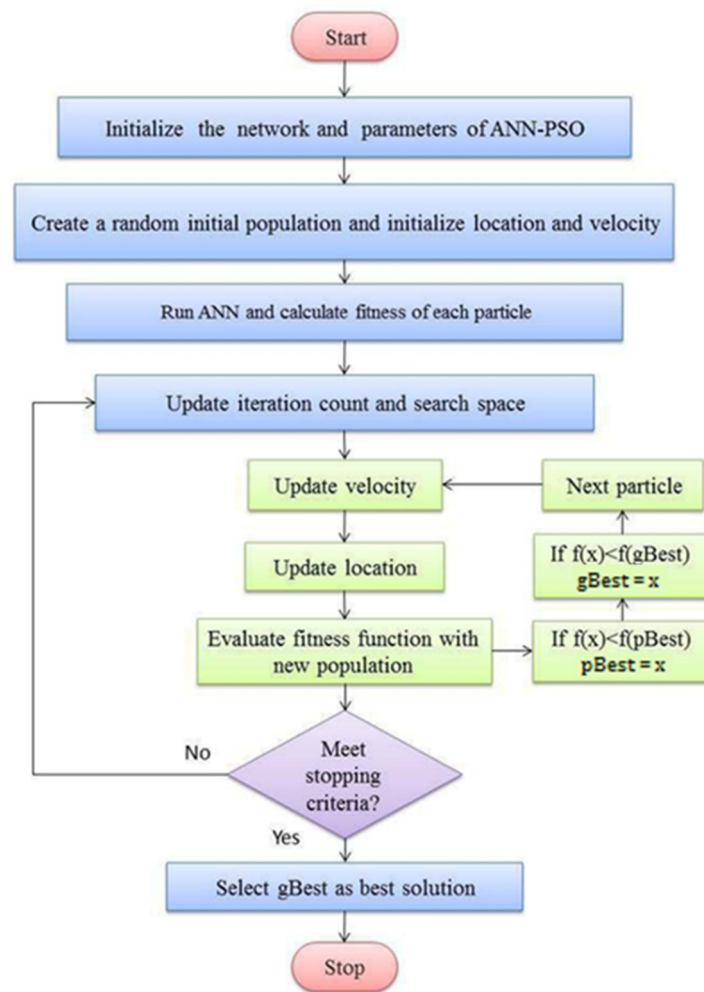 Start
Initialize the network and parameters of ANN-PSO
Create a random initial population and initialize location and velocity
Run ANN and calculate fitness of each particle
Update iteration count and search space
Update velocity
Next particle
Update location
If f(x)<f(gBest)
gBest = x
Evaluate fitness function with
new population
If f(x)<f(pBest)
pBest = x
No
Meet
stopping
criteria?
Yes
Select gBest as best solution
Stop